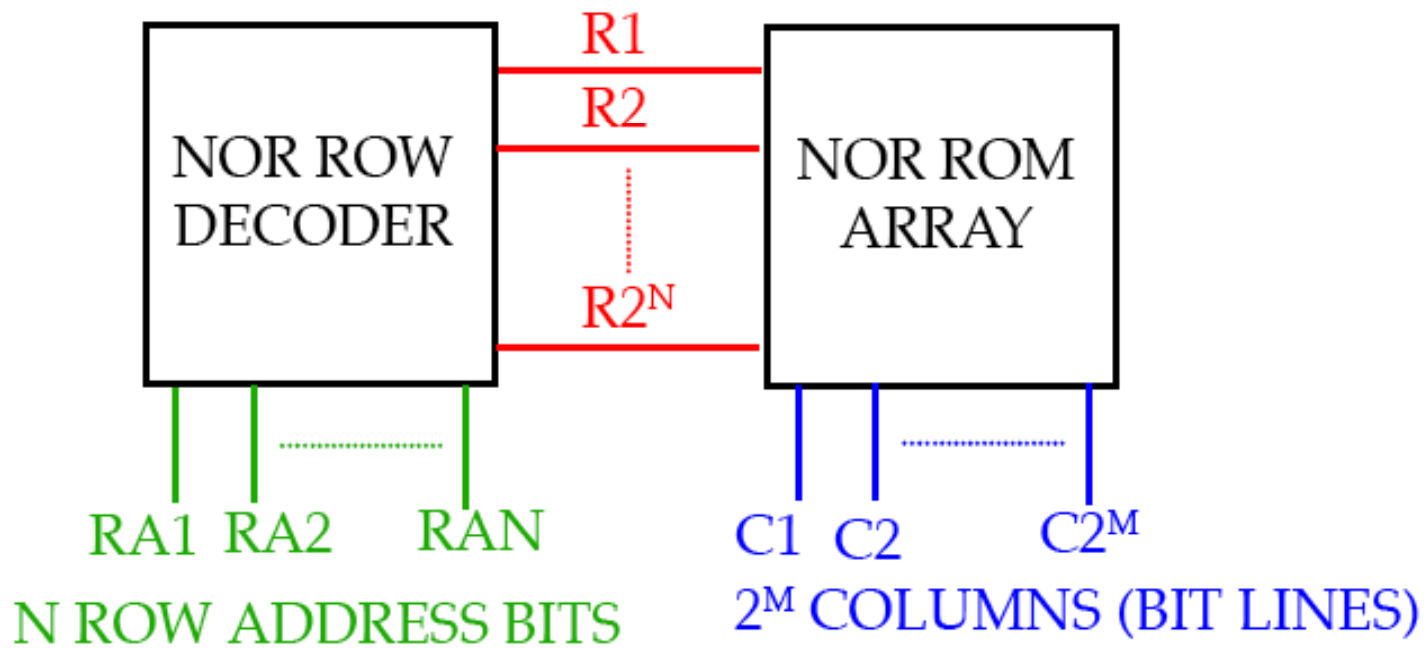 NOR ROW
DECODER
R1
R2
R2ᴺ
NOR ROM
ARRAY
RA1 RA2 RAN
N ROW ADDRESS BITS
C1 C2 C2ᴹ
2ᴹ COLUMNS (BIT LINES)